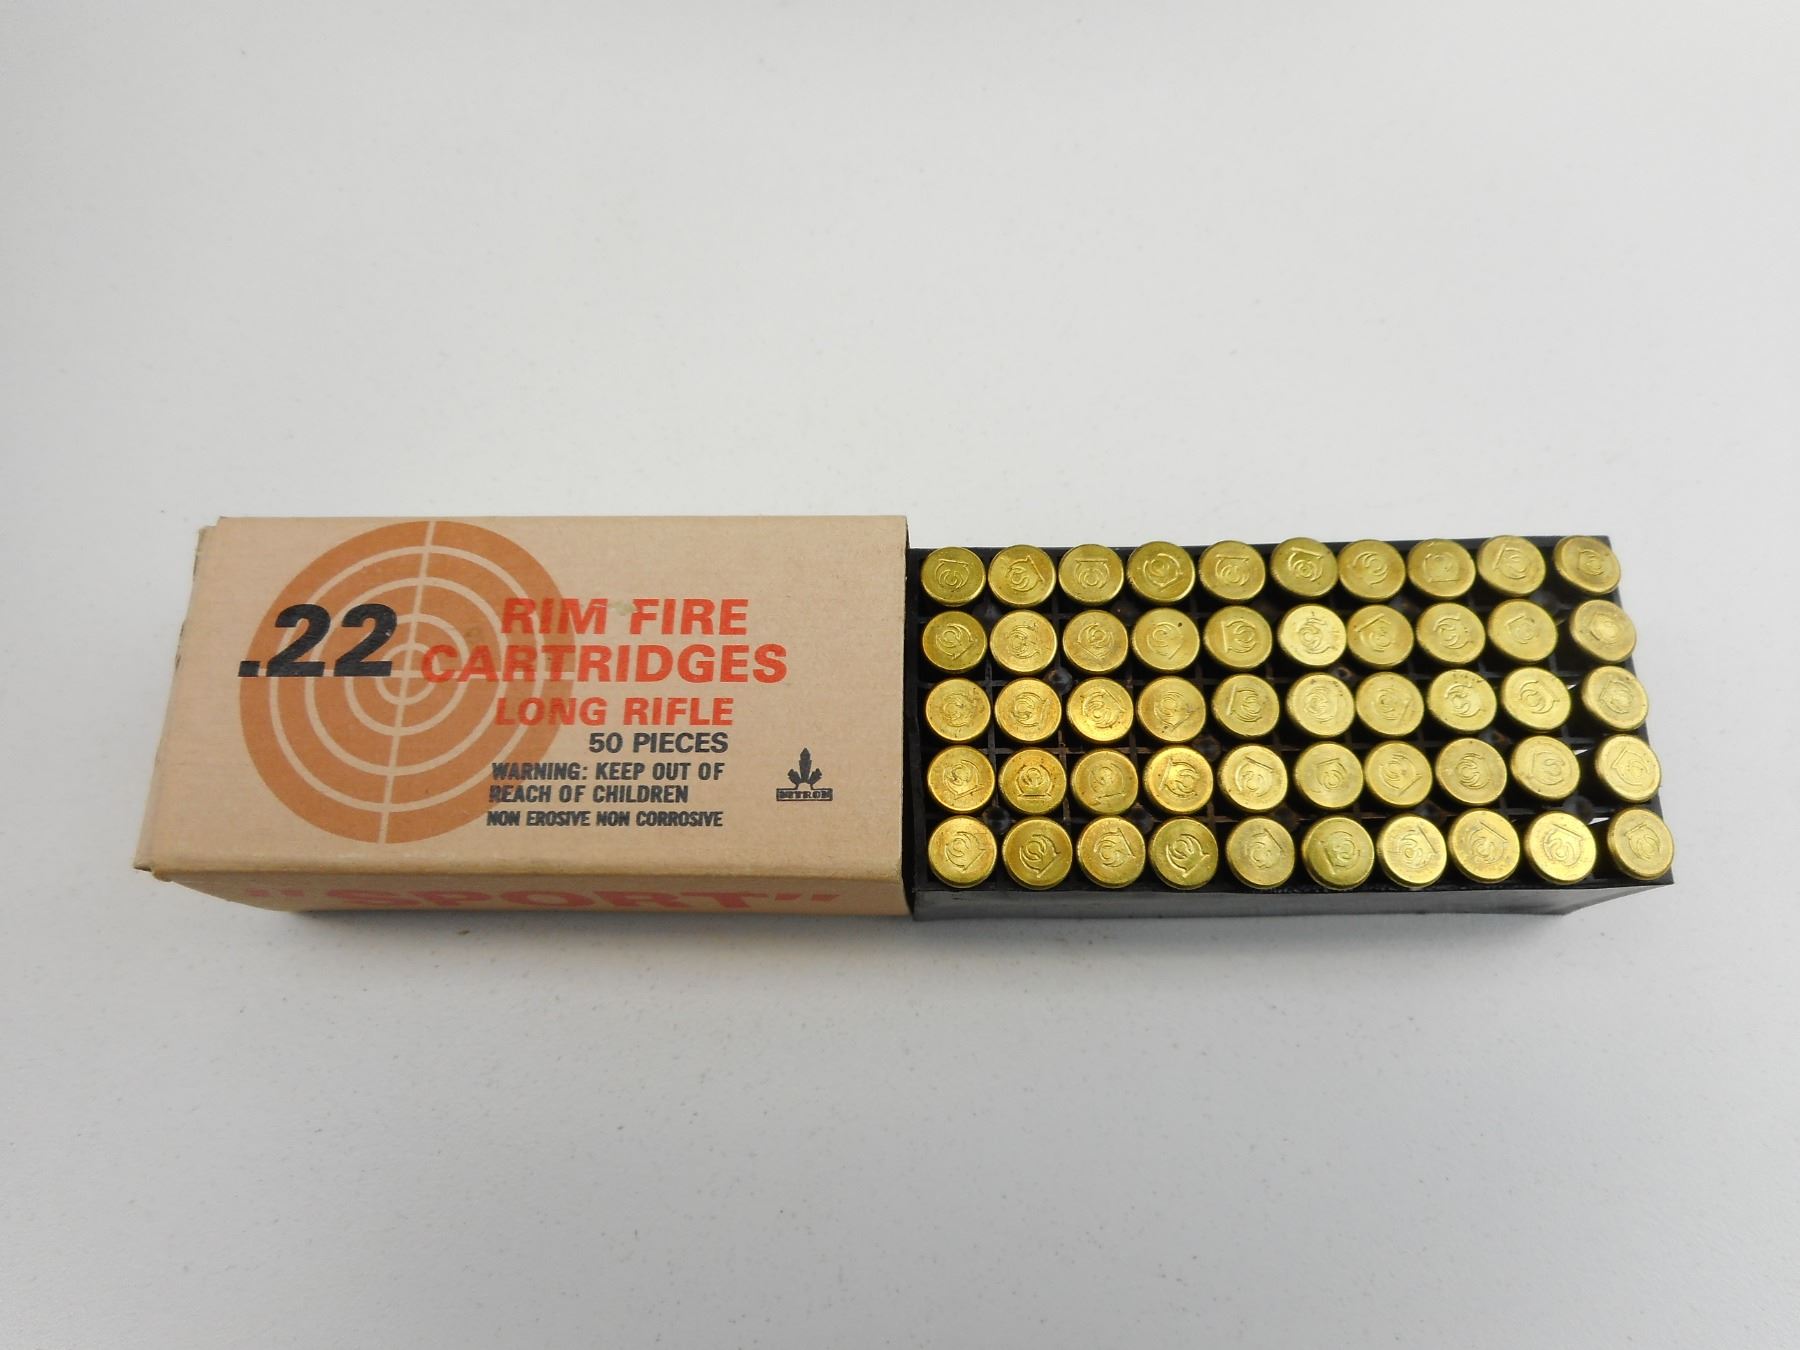 .22
RIM FIRE
CARTRIDGES
LONG RIFLE
50 PIECES
WARNING: KEEP OUT OF
REACH OF CHILDREN
NON EROSIVE NON CORROSIVE
NITRON
"SPORT"